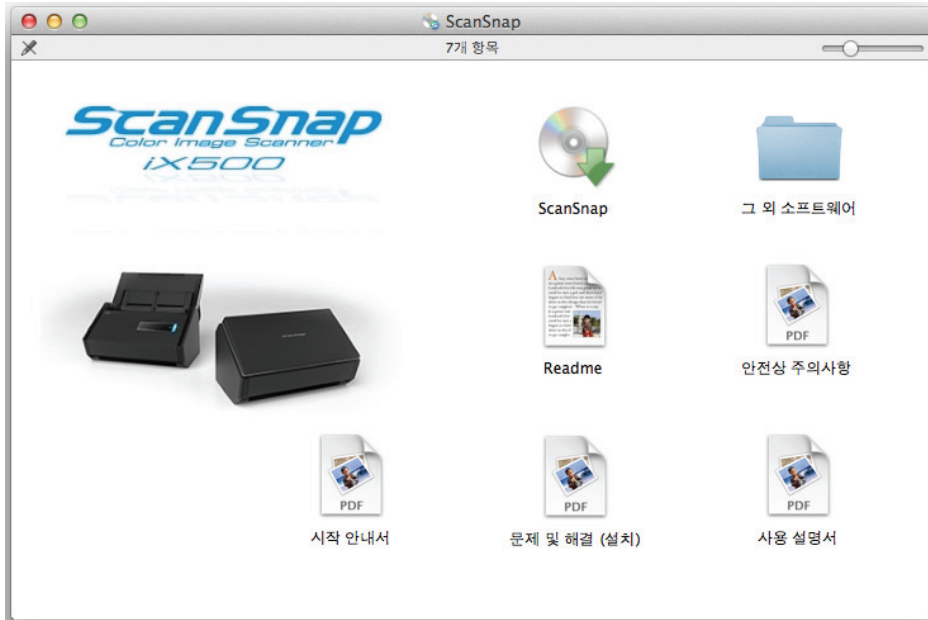 ScanSnap
7개 항목
ScanSnap
Color Image Scanner
iX500
ScanSnap
그 외 소프트웨어
Readme
PDF
안전상 주의사항
PDF
시작 안내서
PDF
문제 및 해결 (설치)
PDF
사용 설명서